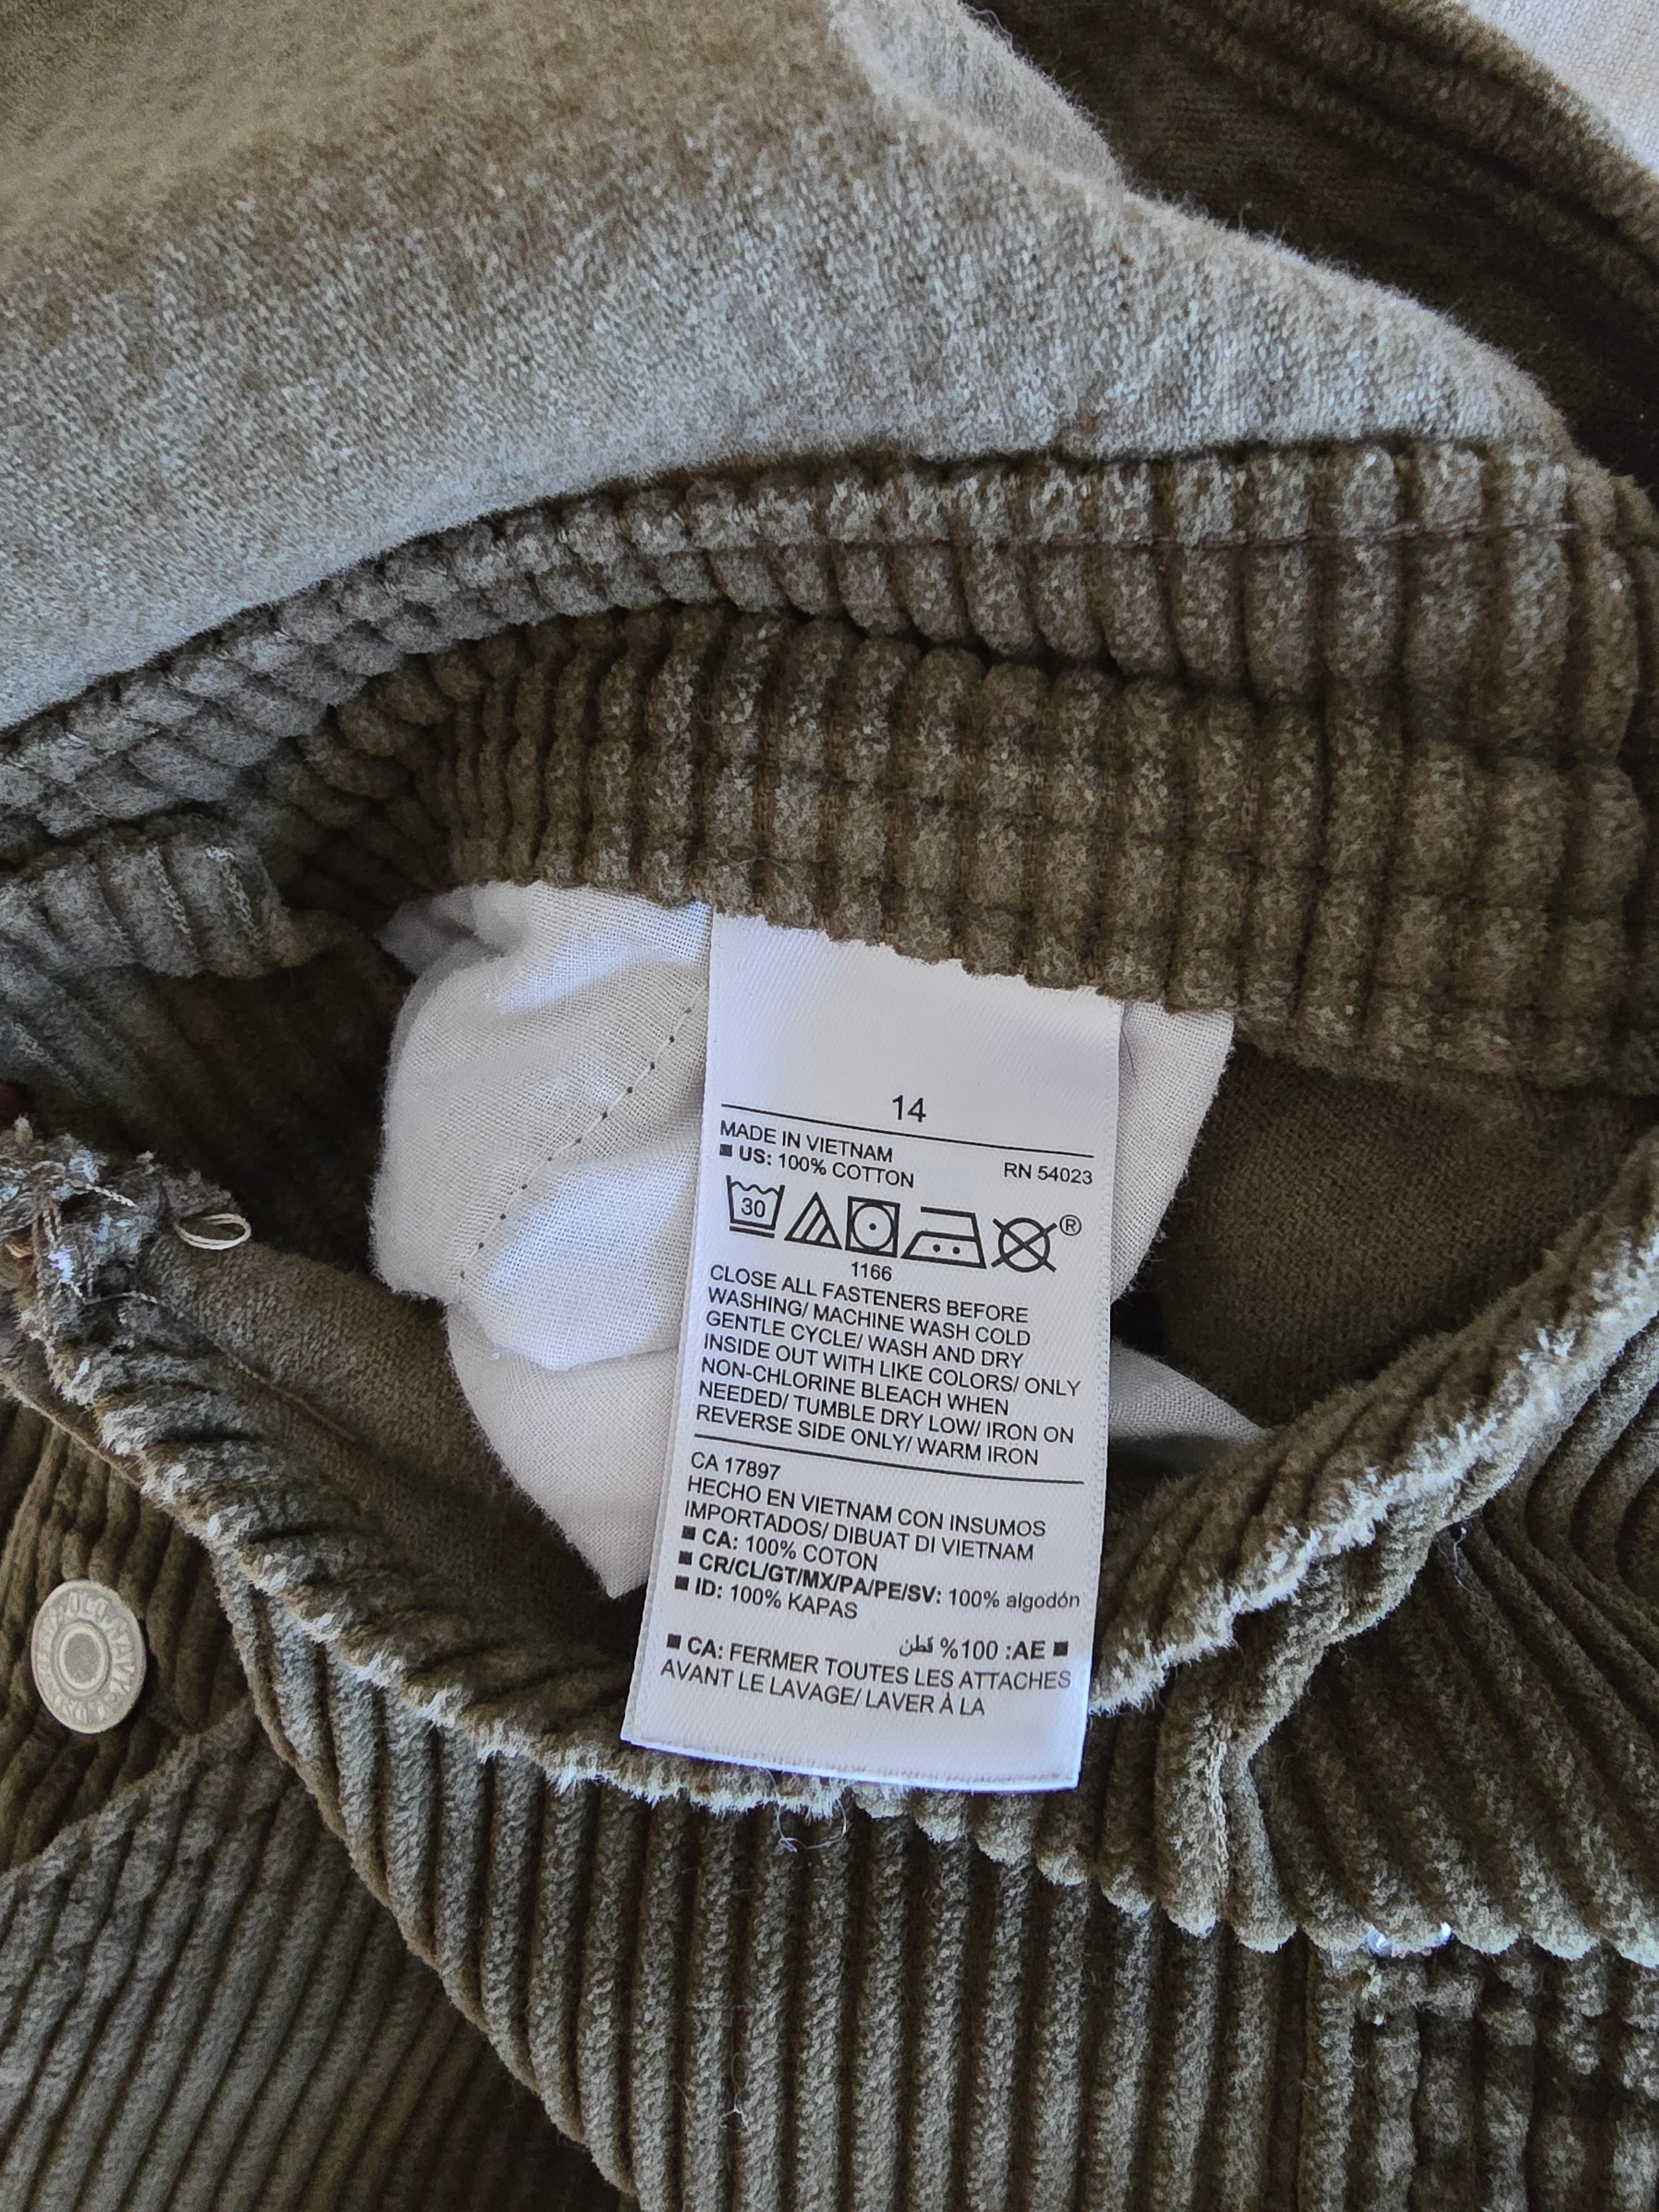 14
MADE IN VIETNAM
RN 54023
■ US: 100% COTTON
30
®
1166
CLOSE ALL FASTENERS BEFORE
WASHING/ MACHINE WASH COLD
GENTLE CYCLE/ WASH AND DRY
INSIDE OUT WITH LIKE COLORS/ ONLY
NON-CHLORINE BLEACH WHEN
NEEDED/ TUMBLE DRY LOW/ IRON ON
REVERSE SIDE ONLY/ WARM IRON
CA 17897
HECHO EN VIETNAM CON INSUMOS
IMPORTADOS/ DIBUAT DI VIETNAM
■ CA: 100% COTON
■ CR/CL/GT/MX/PA/PE/SV: 100% algodón
■ ID: 100% KAPAS
■ AE: 100% قطن
■ CA: FERMER TOUTES LES ATTACHES
AVANT LE LAVAGE/ LAVER À LA